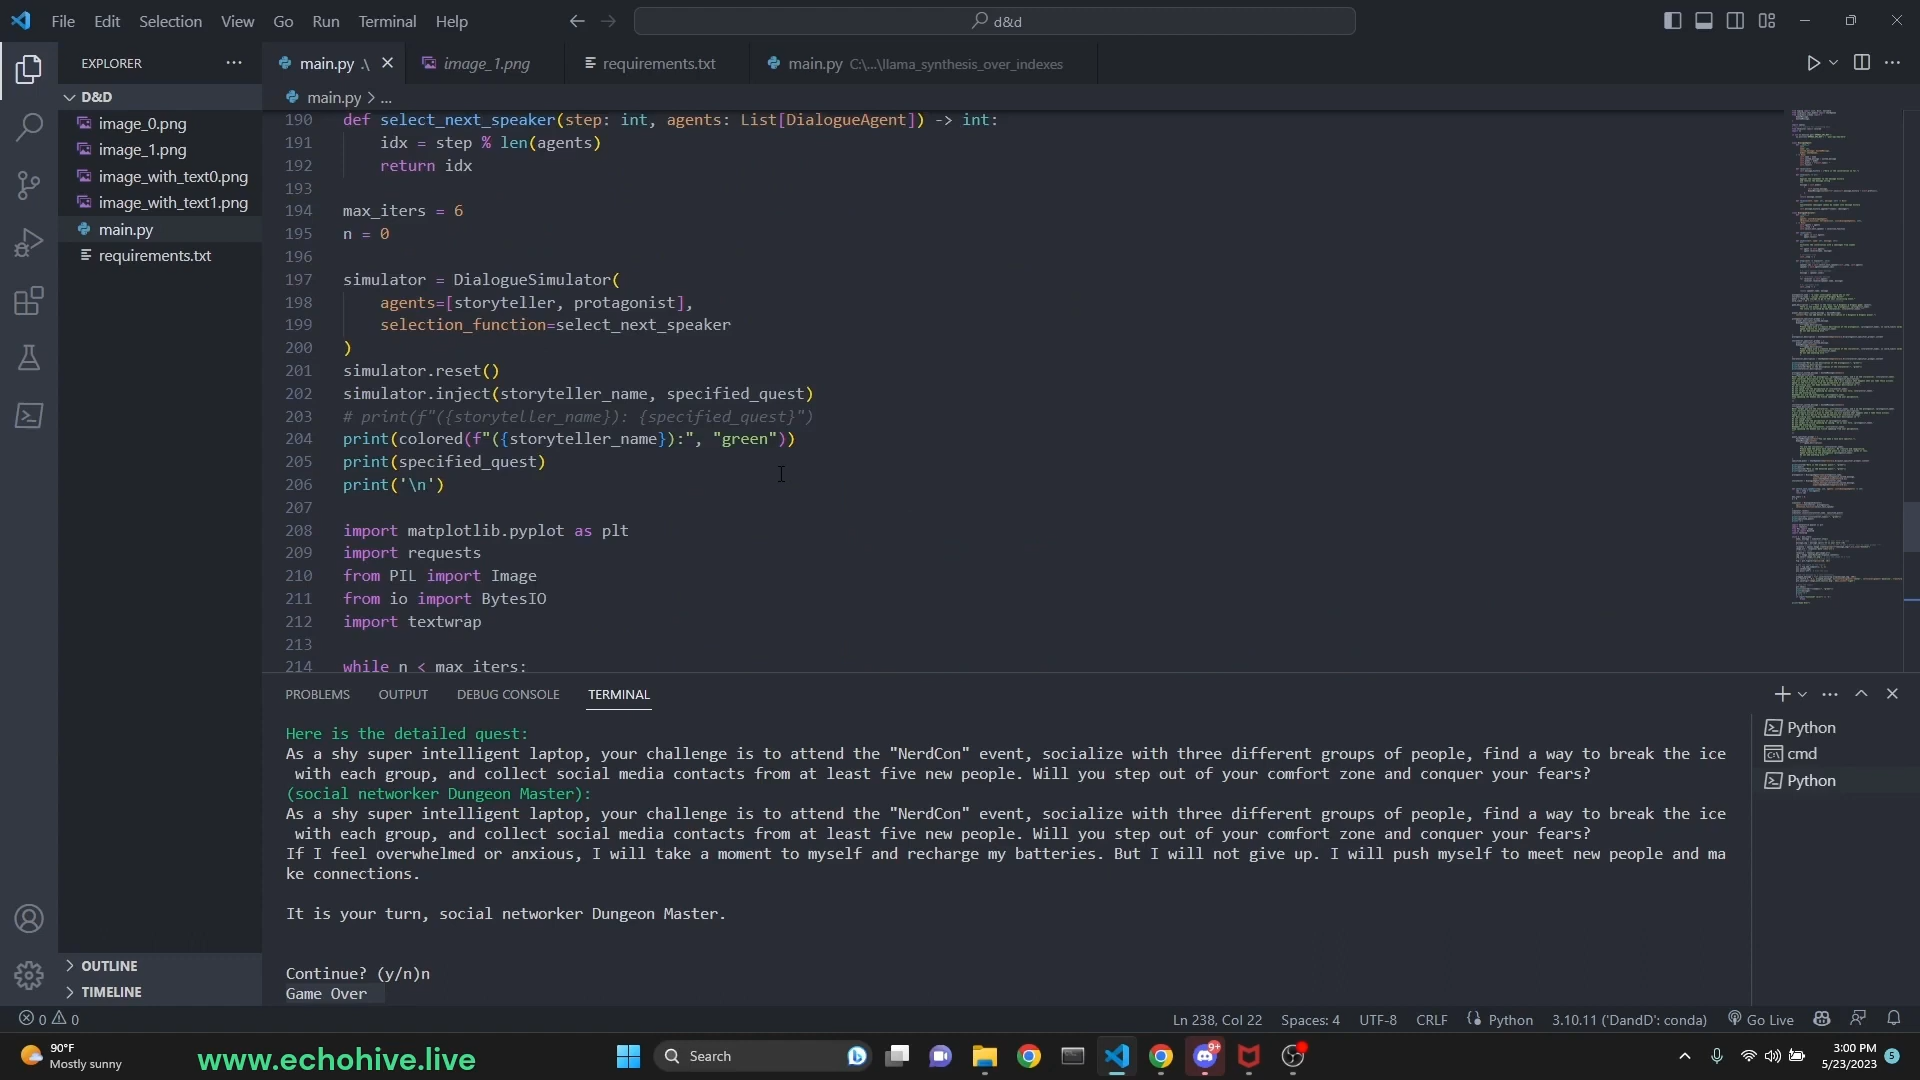 File Edit Selection View Go Run Terminal Help
d&d
EXPLORER
main.py .\
image_1.png
requirements.txt
main.py C:\...\llama_synthesis_over_indexes
D&D
main.py > ...
image_0.png
image_1.png
image_with_text0.png
image_with_text1.png
main.py
requirements.txt
190 def select_next_speaker(step: int, agents: List[DialogueAgent]) -> int:
191 idx = step % len(agents)
192 return idx
193
194 max_iters = 6
195 n = 0
196
197 simulator = DialogueSimulator(
198 agents=[storyteller, protagonist],
199 selection_function=select_next_speaker
200 )
201 simulator.reset()
202 simulator.inject(storyteller_name, specified_quest)
203 # print(f"({storyteller_name}): {specified_quest}")
204 print(colored(f"({storyteller_name}):", "green"))
205 print(specified_quest)
206 print('\n')
207
208 import matplotlib.pyplot as plt
209 import requests
210 from PIL import Image
211 from io import BytesIO
212 import textwrap
213
214 while n < max_iters:
PROBLEMS OUTPUT DEBUG CONSOLE TERMINAL
Here is the detailed quest:
As a shy super intelligent laptop, your challenge is to attend the "NerdCon" event, socialize with three different groups of people, find a way to break the ice
with each group, and collect social media contacts from at least five new people. Will you step out of your comfort zone and conquer your fears?
(social networker Dungeon Master):
As a shy super intelligent laptop, your challenge is to attend the "NerdCon" event, socialize with three different groups of people, find a way to break the ice
with each group, and collect social media contacts from at least five new people. Will you step out of your comfort zone and conquer your fears?
If I feel overwhelmed or anxious, I will take a moment to myself and recharge my batteries. But I will not give up. I will push myself to meet new people and ma
ke connections.
It is your turn, social networker Dungeon Master.
Continue? (y/n)n
Game Over
Python
cmd
Python
OUTLINE
TIMELINE
0 0
Ln 238, Col 22 Spaces: 4 UTF-8 CRLF Python 3.10.11 ('DandD': conda) Go Live
90°F
Mostly sunny
www.echohive.live
Search
9+
3:00 PM
5/23/2023
5